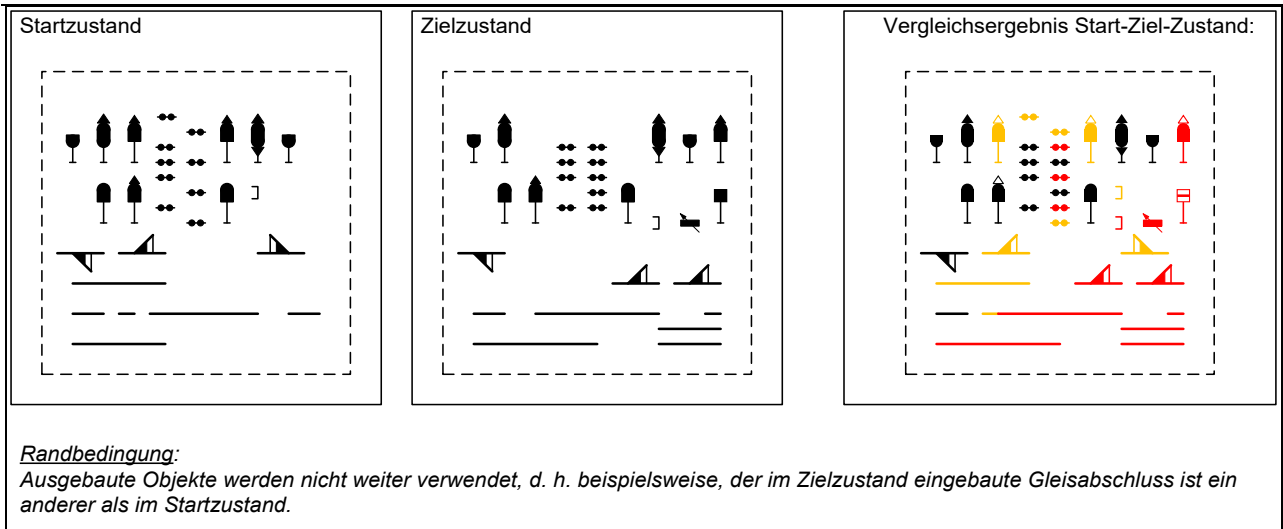 Startzustand
Zielzustand
Vergleichsergebnis Start-Ziel-Zustand:
Randbedingung:
Ausgebaute Objekte werden nicht weiter verwendet, d. h. beispielsweise, der im Zielzustand eingebaute Gleisabschluss ist ein
anderer als im Startzustand.